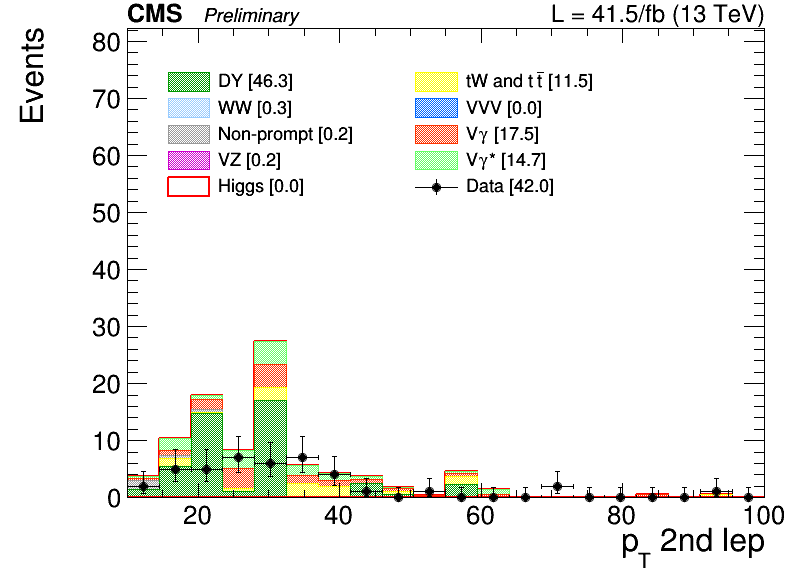 CMS Preliminary L = 41.5/fb (13 TeV)
Events
80
70
60
50
40
30
20
10
0
DY [46.3]
WW [0.3]
Non-prompt [0.2]
VZ [0.2]
Higgs [0.0]
tW and tt̅ [11.5]
VVV [0.0]
Vγ [17.5]
Vγ* [14.7]
Data [42.0]
20 40 60 80 100
p_T 2nd lep